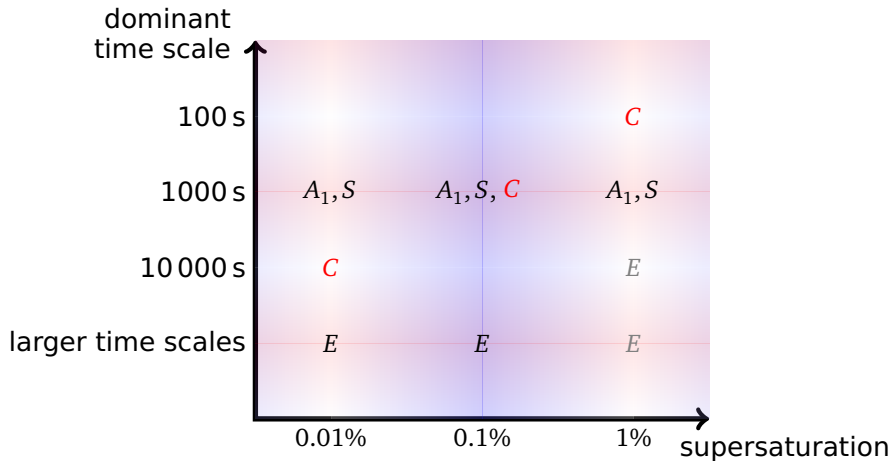 dominant
time scale
100 s C
1000 s A₁, S A₁, S, C A₁, S
10 000 s C E
larger time scales E E E
0.01% 0.1% 1% supersaturation